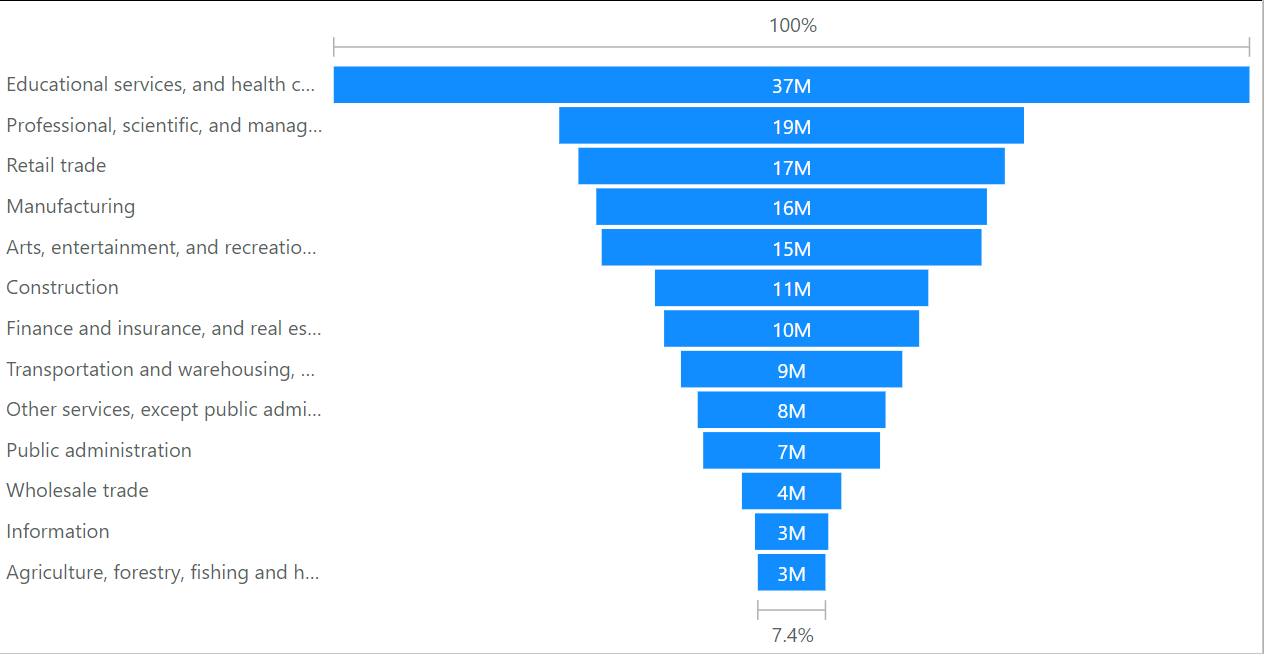 100%
Educational services, and health c... 37M
Professional, scientific, and manag... 19M
Retail trade 17M
Manufacturing 16M
Arts, entertainment, and recreatio... 15M
Construction 11M
Finance and insurance, and real es... 10M
Transportation and warehousing, ... 9M
Other services, except public admi... 8M
Public administration 7M
Wholesale trade 4M
Information 3M
Agriculture, forestry, fishing and h... 3M
7.4%